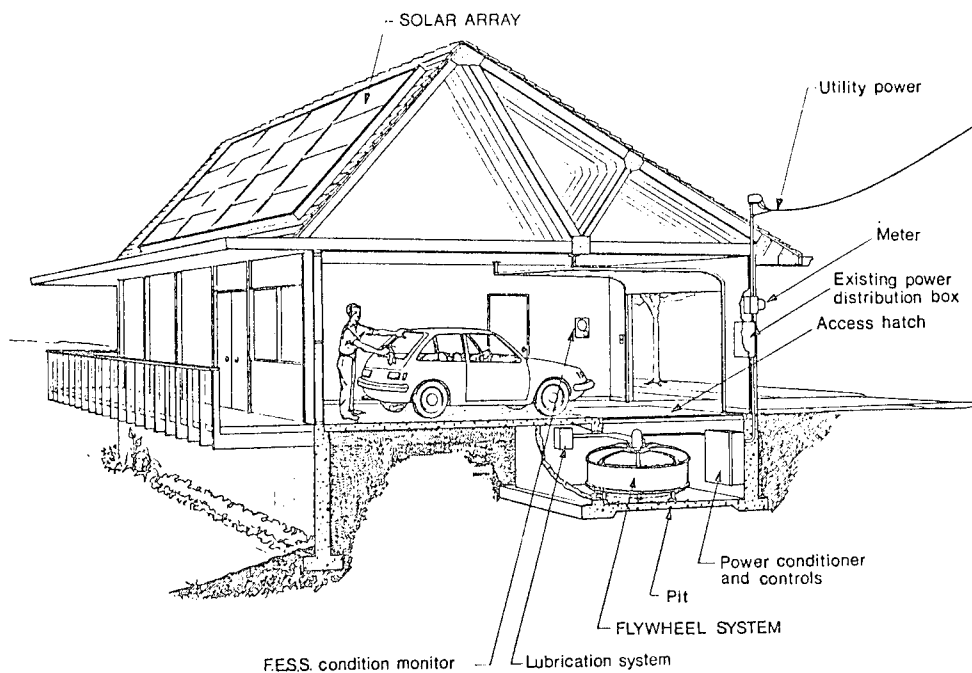 SOLAR ARRAY
Utility power
Meter
Existing power
distribution box
Access hatch
Power conditioner
and controls
Pit
FLYWHEEL SYSTEM
F.E.S.S. condition monitor
Lubrication system